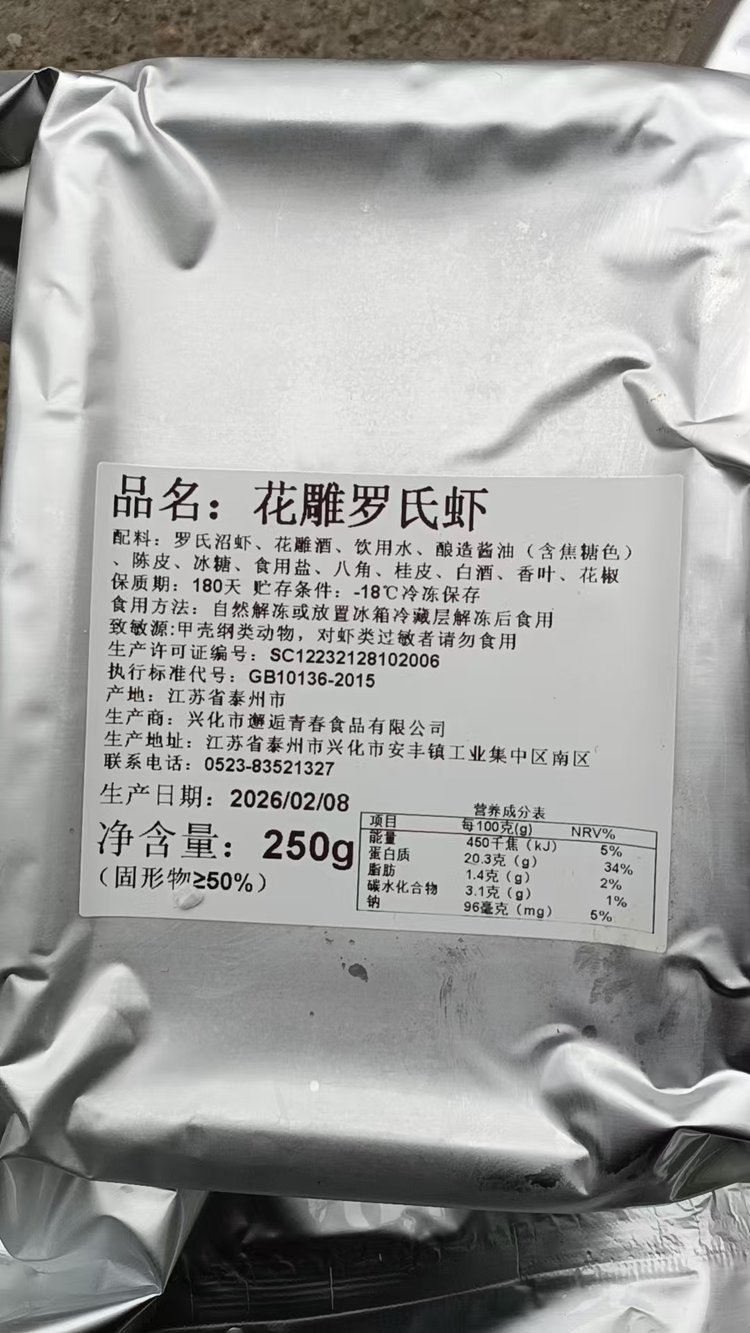 品名：花雕罗氏虾
配料：罗氏沼虾、花雕酒、饮用水、酿造酱油（含焦糖色）
、陈皮、冰糖、食用盐、八角、桂皮、白酒、香叶、花椒
保质期：180天 贮存条件：-18℃冷冻保存
食用方法：自然解冻或放置冰箱冷藏层解冻后食用
致敏源:甲壳纲类动物，对虾类过敏者请勿食用
生产许可证编号：SC12232128102006
执行标准代号：GB10136-2015
产地：江苏省泰州市
生产商：兴化市邂逅青春食品有限公司
生产地址：江苏省泰州市兴化市安丰镇工业集中区南区
联系电话：0523-83521327
生产日期：2026/02/08
净含量：250g
（固形物≥50%）
营养成分表
项目 每100克(g) NRV%
能量 450千焦（kJ） 5%
蛋白质 20.3克（g） 34%
脂肪 1.4克（g） 2%
碳水化合物 3.1克（g） 1%
钠 96毫克（mg） 5%